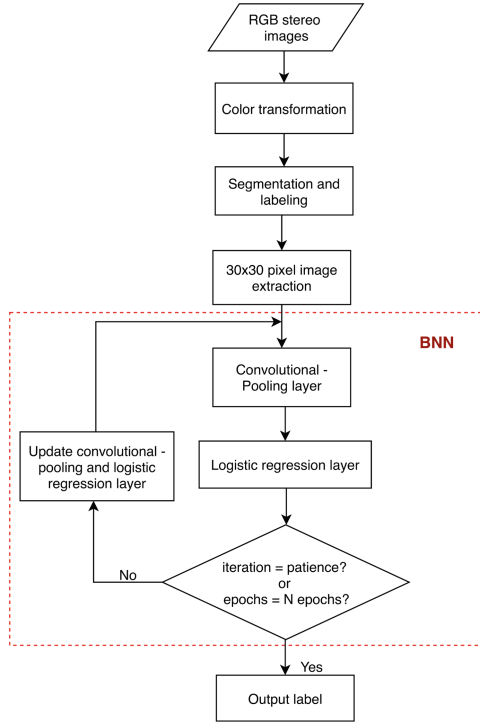 RGB stereo
images
Color transformation
Segmentation and
labeling
30x30 pixel image
extraction
BNN
Convolutional -
Pooling layer
Update convolutional -
pooling and logistic
regression layer
Logistic regression layer
iteration = patience?
or
epochs = N epochs?
No
Yes
Output label